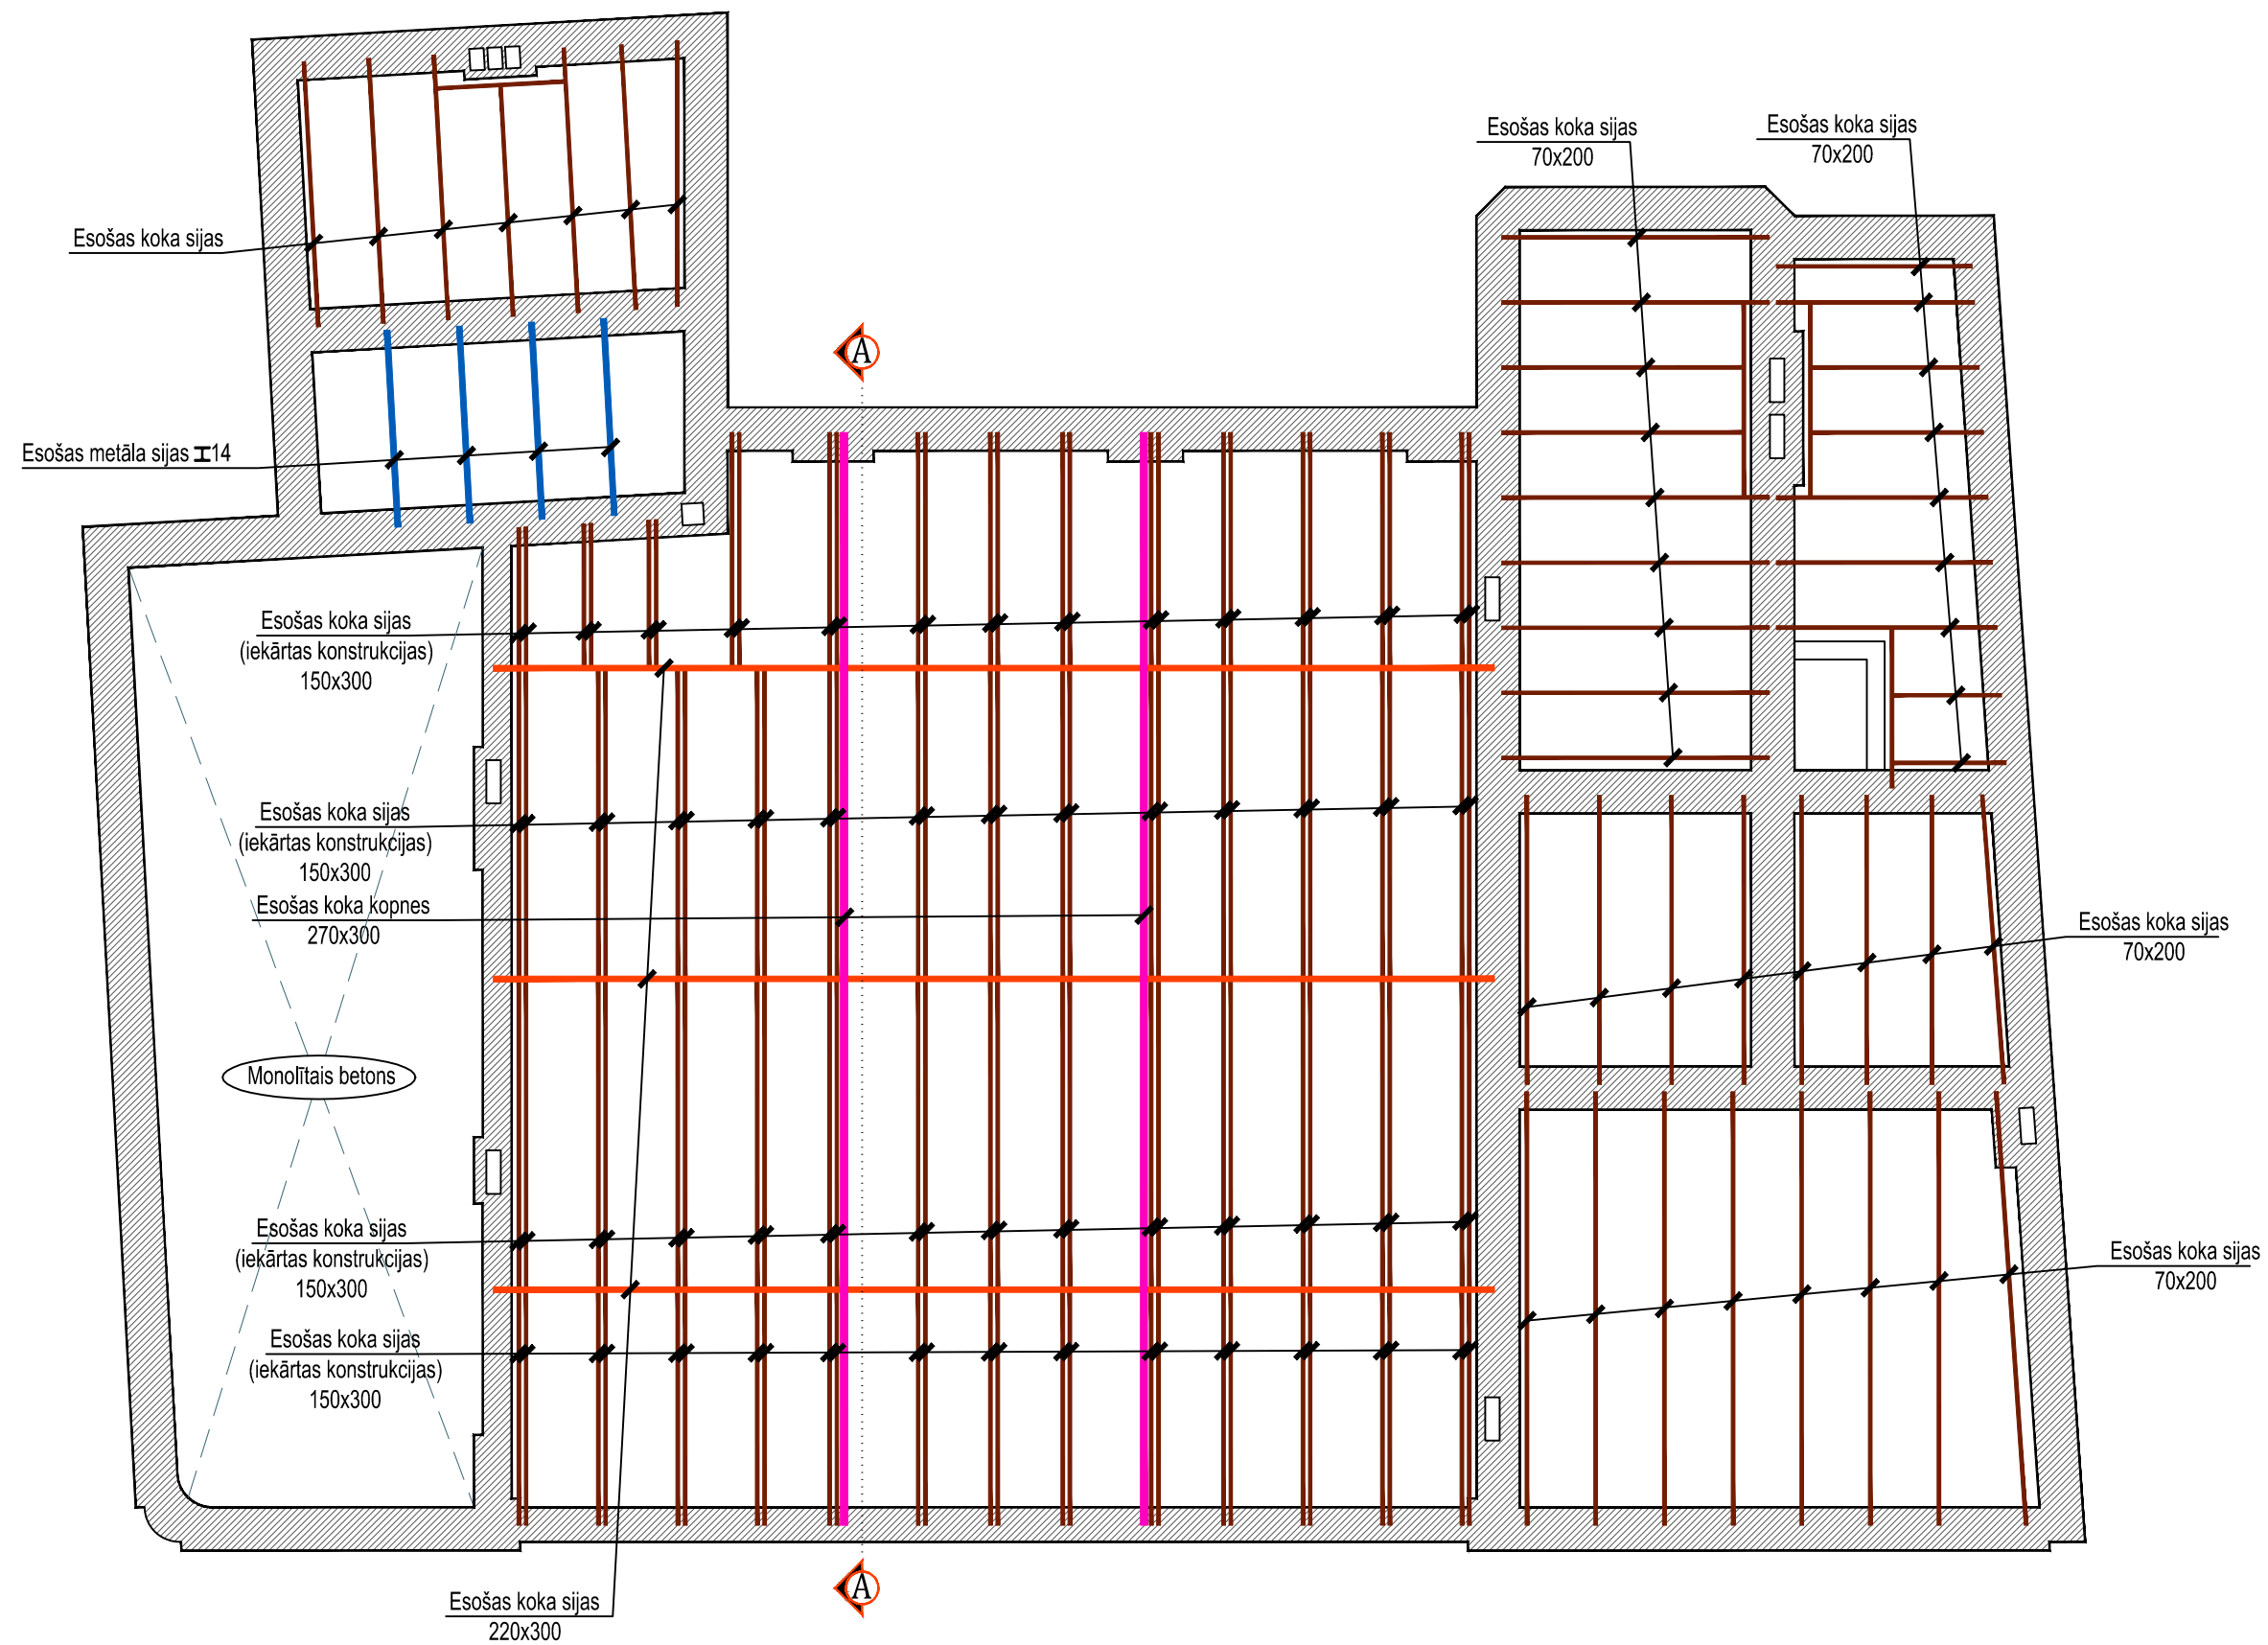 Esošas koka sijas
70x200
Esošas koka sijas
70x200
Esošas koka sijas
A
Esošas metāla sijas ⌶14
Esošas koka sijas
(iekārtas konstrukcijas)
150x300
Esošas koka sijas
(iekārtas konstrukcijas)
150x300
Esošas koka kopnes
270x300
Esošas koka sijas
70x200
Monolītais betons
Esošas koka sijas
(iekārtas konstrukcijas)
150x300
Esošas koka sijas
70x200
Esošas koka sijas
(iekārtas konstrukcijas)
150x300
A
Esošas koka sijas
220x300